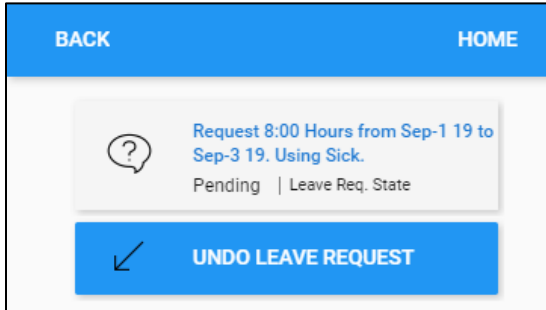 BACK HOME
Request 8:00 Hours from Sep-1 19 to
Sep-3 19. Using Sick.
Pending | Leave Req. State
UNDO LEAVE REQUEST